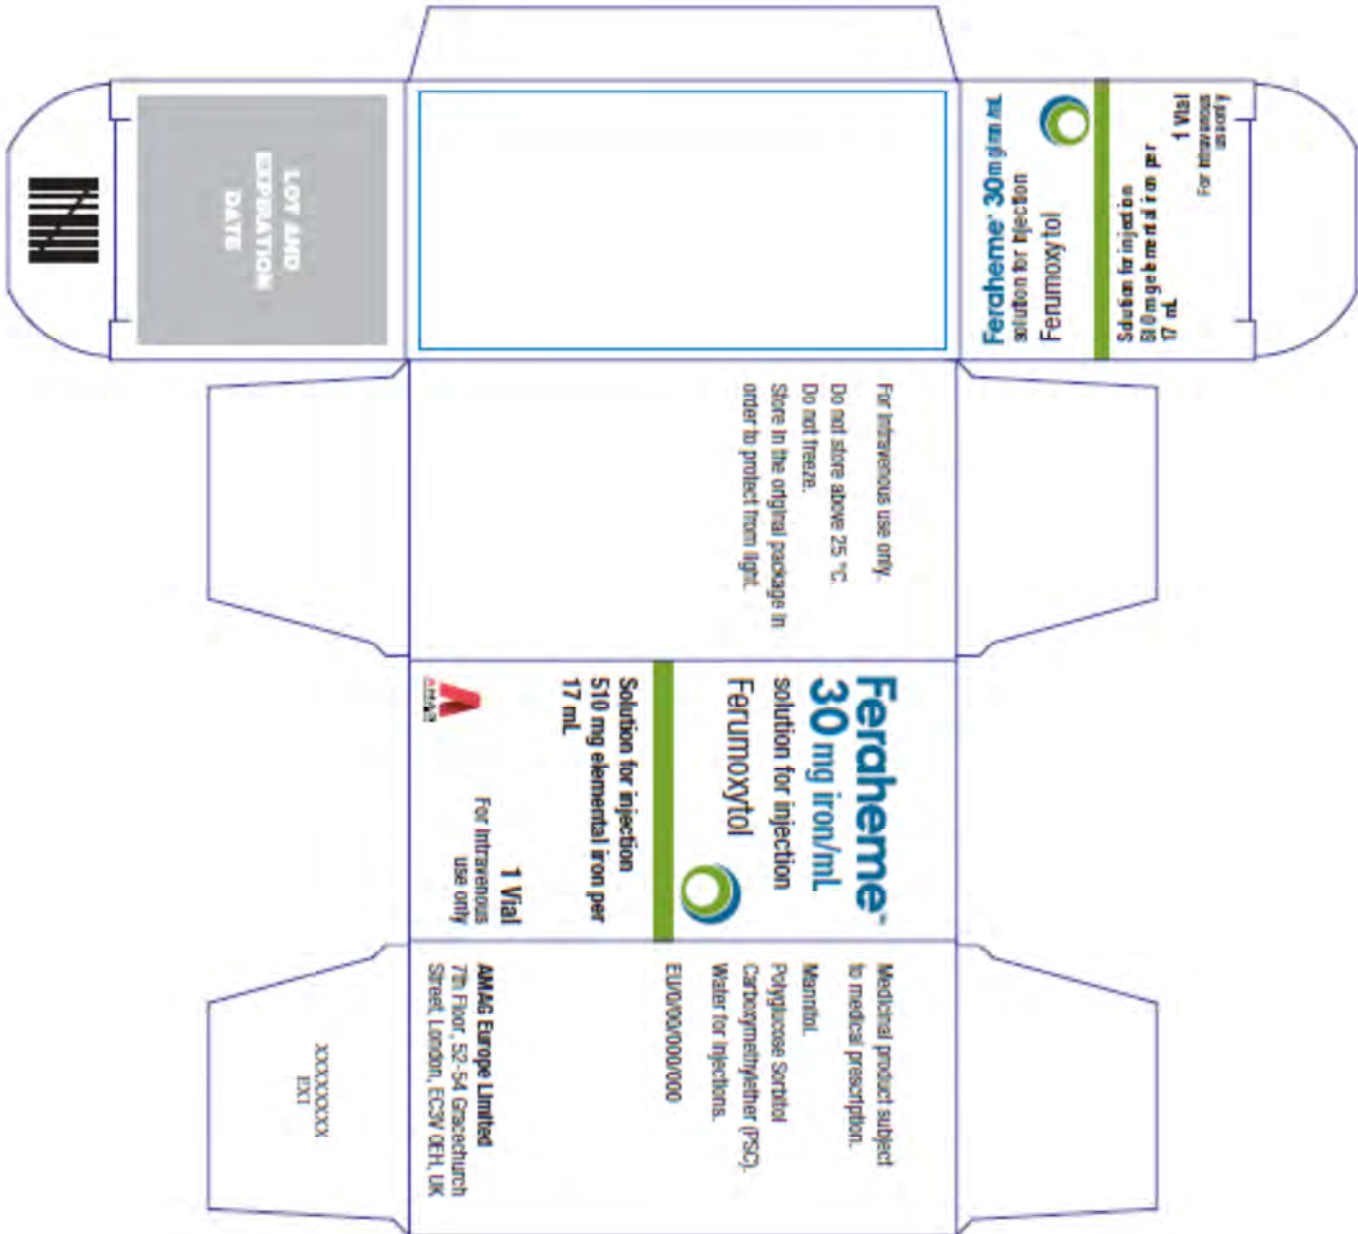 Feraheme™
30 mg iron/mL
solution for injection
Ferumoxytol
Solution for injection
510 mg elemental iron per
17 mL
1 Vial
For intravenous
use only
AMAG
Medicinal product subject
to medical prescription.
Mannitol.
Polyglucose Sorbitol
Carboxymethylether (PSC).
Water for injections.
EU/0/00/000/000
AMAG Europe Limited
7th Floor, 52-54 Gracechurch
Street, London, EC3V 0EH, UK
XXXXXXXX
EX1
For intravenous use only.
Do not store above 25 °C.
Do not freeze.
Store in the original package in
order to protect from light.
Feraheme 30 mg iron/mL
solution for injection
Ferumoxytol
Solution for injection
510 mg elemental iron per
17 mL
1 Vial
For intravenous
use only
LOT AND
EXPIRATION
DATE